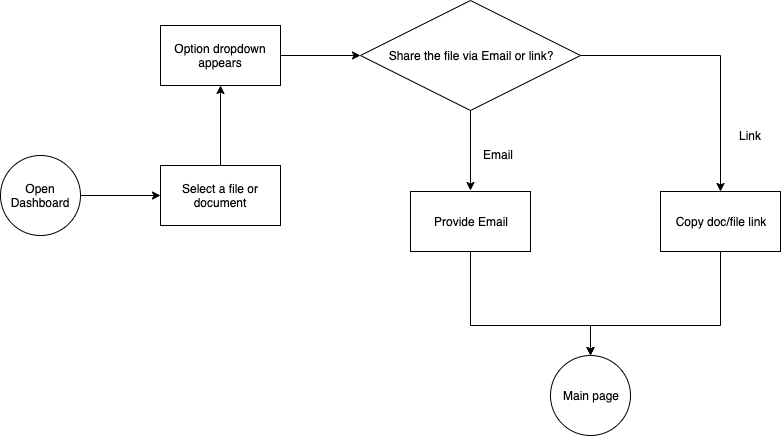 Option dropdown
appears
Share the file via Email or link?
Email
Link
Open
Dashboard
Select a file or
document
Provide Email
Copy doc/file link
Main page